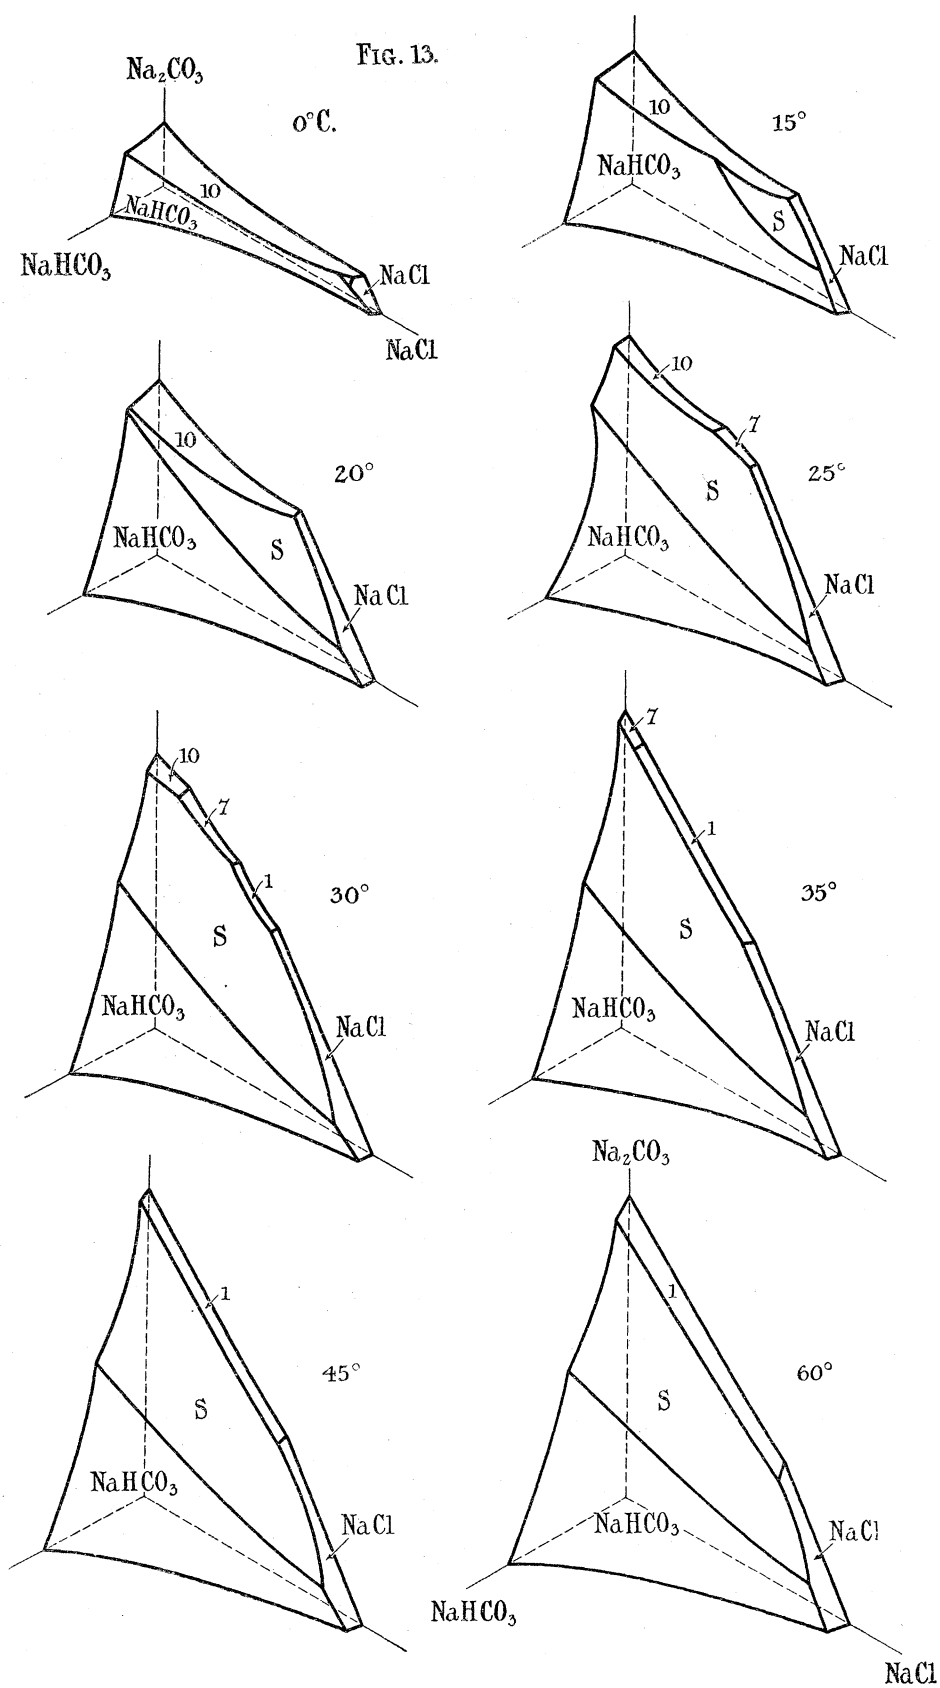 FIG. 13.
Na₂CO₃
0°C.
10
NaHCO₃
NaHCO₃
NaCl
NaCl
10
15°
NaHCO₃
S
NaCl
10
20°
NaHCO₃
S
NaCl
10
7
25°
S
NaHCO₃
NaCl
10
7
1
30°
S
NaHCO₃
NaCl
7
1
35°
S
NaHCO₃
NaCl
1
45°
S
NaHCO₃
NaCl
Na₂CO₃
1
60°
S
NaHCO₃
NaCl
NaHCO₃
NaCl